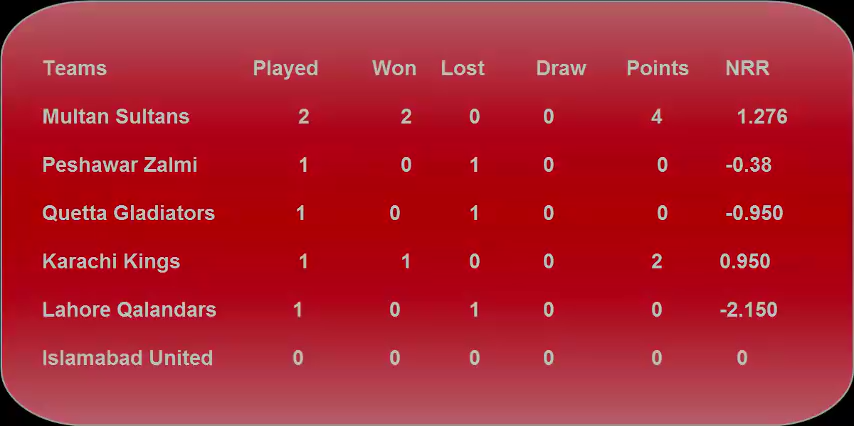 Teams Played Won Lost Draw Points NRR
Multan Sultans 2 2 0 0 4 1.276
Peshawar Zalmi 1 0 1 0 0 -0.38
Quetta Gladiators 1 0 1 0 0 -0.950
Karachi Kings 1 1 0 0 2 0.950
Lahore Qalandars 1 0 1 0 0 -2.150
Islamabad United 0 0 0 0 0 0